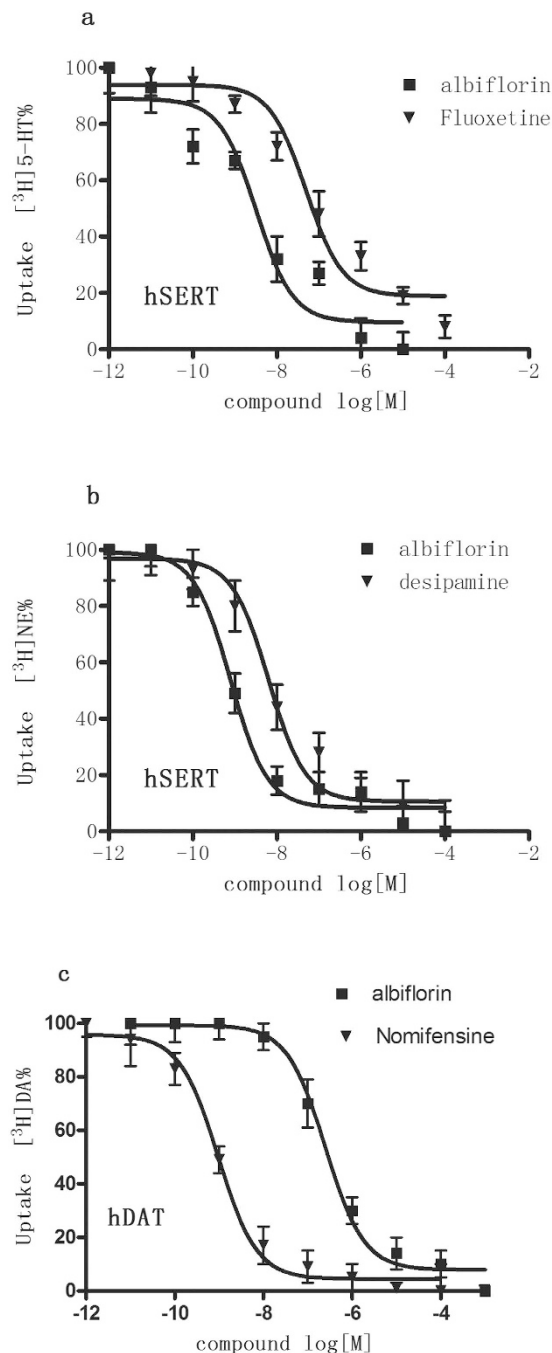 a
albiflorin
Fluoxetine
Uptake [³H]5-HT%
100
80
60
40
20
0
hSERT
-12 -10 -8 -6 -4 -2
compound log[M]
b
albiflorin
desipamine
Uptake [³H]NE%
100
80
60
40
20
0
hSERT
-12 -10 -8 -6 -4 -2
compound log[M]
c
albiflorin
Nomifensine
Uptake [³H]DA%
100
80
60
40
20
0
hDAT
-12 -10 -8 -6 -4
compound log[M]